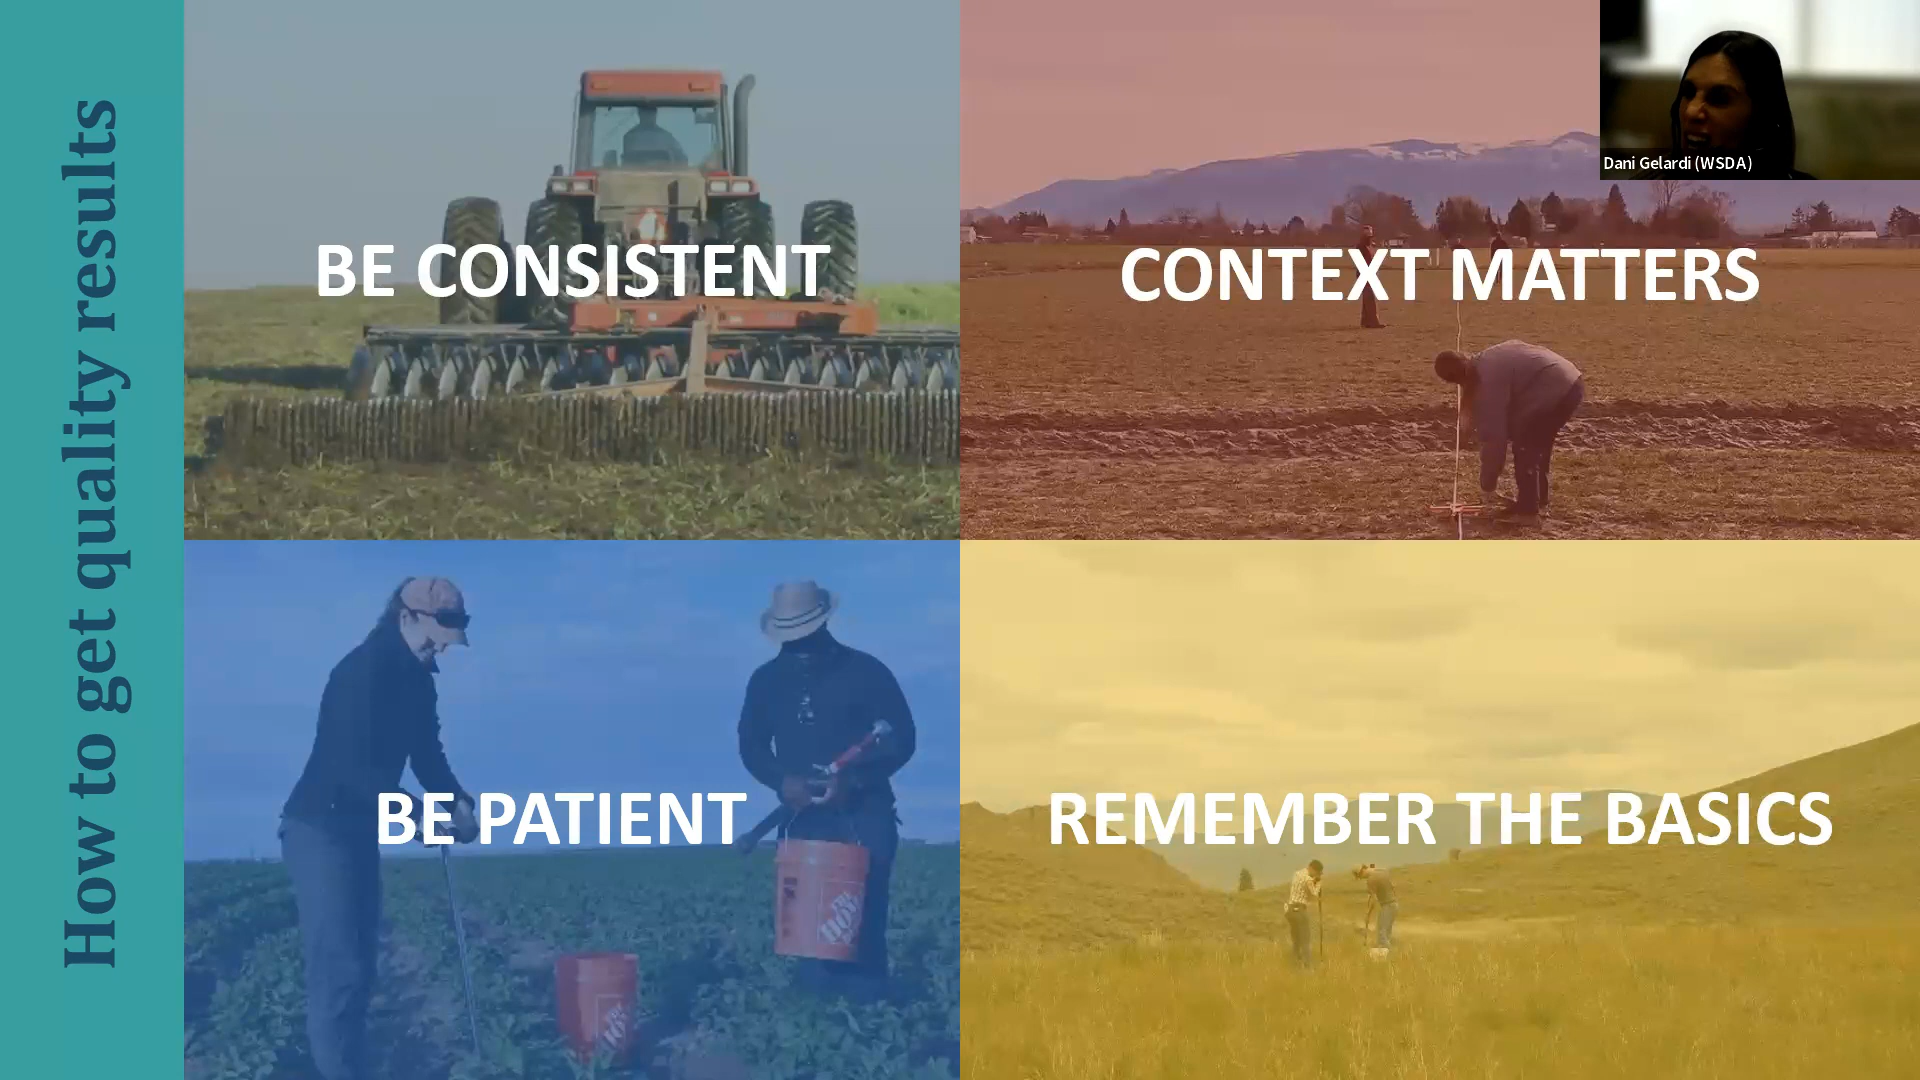 How to get quality results
BE CONSISTENT
CONTEXT MATTERS
Dani Gelardi (WSDA)
BE PATIENT
REMEMBER THE BASICS